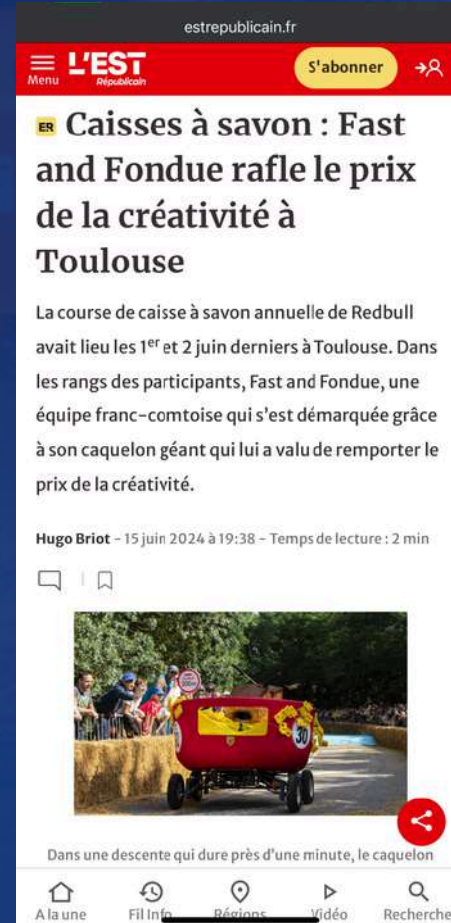 estrepublicain.fr
Menu
L'EST
Républicain
S'abonner
ER Caisses à savon : Fast
and Fondue rafle le prix
de la créativité à
Toulouse
La course de caisse à savon annuelle de Redbull
avait lieu les 1er et 2 juin derniers à Toulouse. Dans
les rangs des participants, Fast and Fondue, une
équipe franc-comtoise qui s'est démarquée grâce
à son caquelon géant qui lui a valu de remporter le
prix de la créativité.
Hugo Briot - 15 juin 2024 à 19:38 - Temps de lecture : 2 min
30
Dans une descente qui dure près d'une minute, le caquelon
A la une
Fil Info
Régions
Vidéo
Recherche